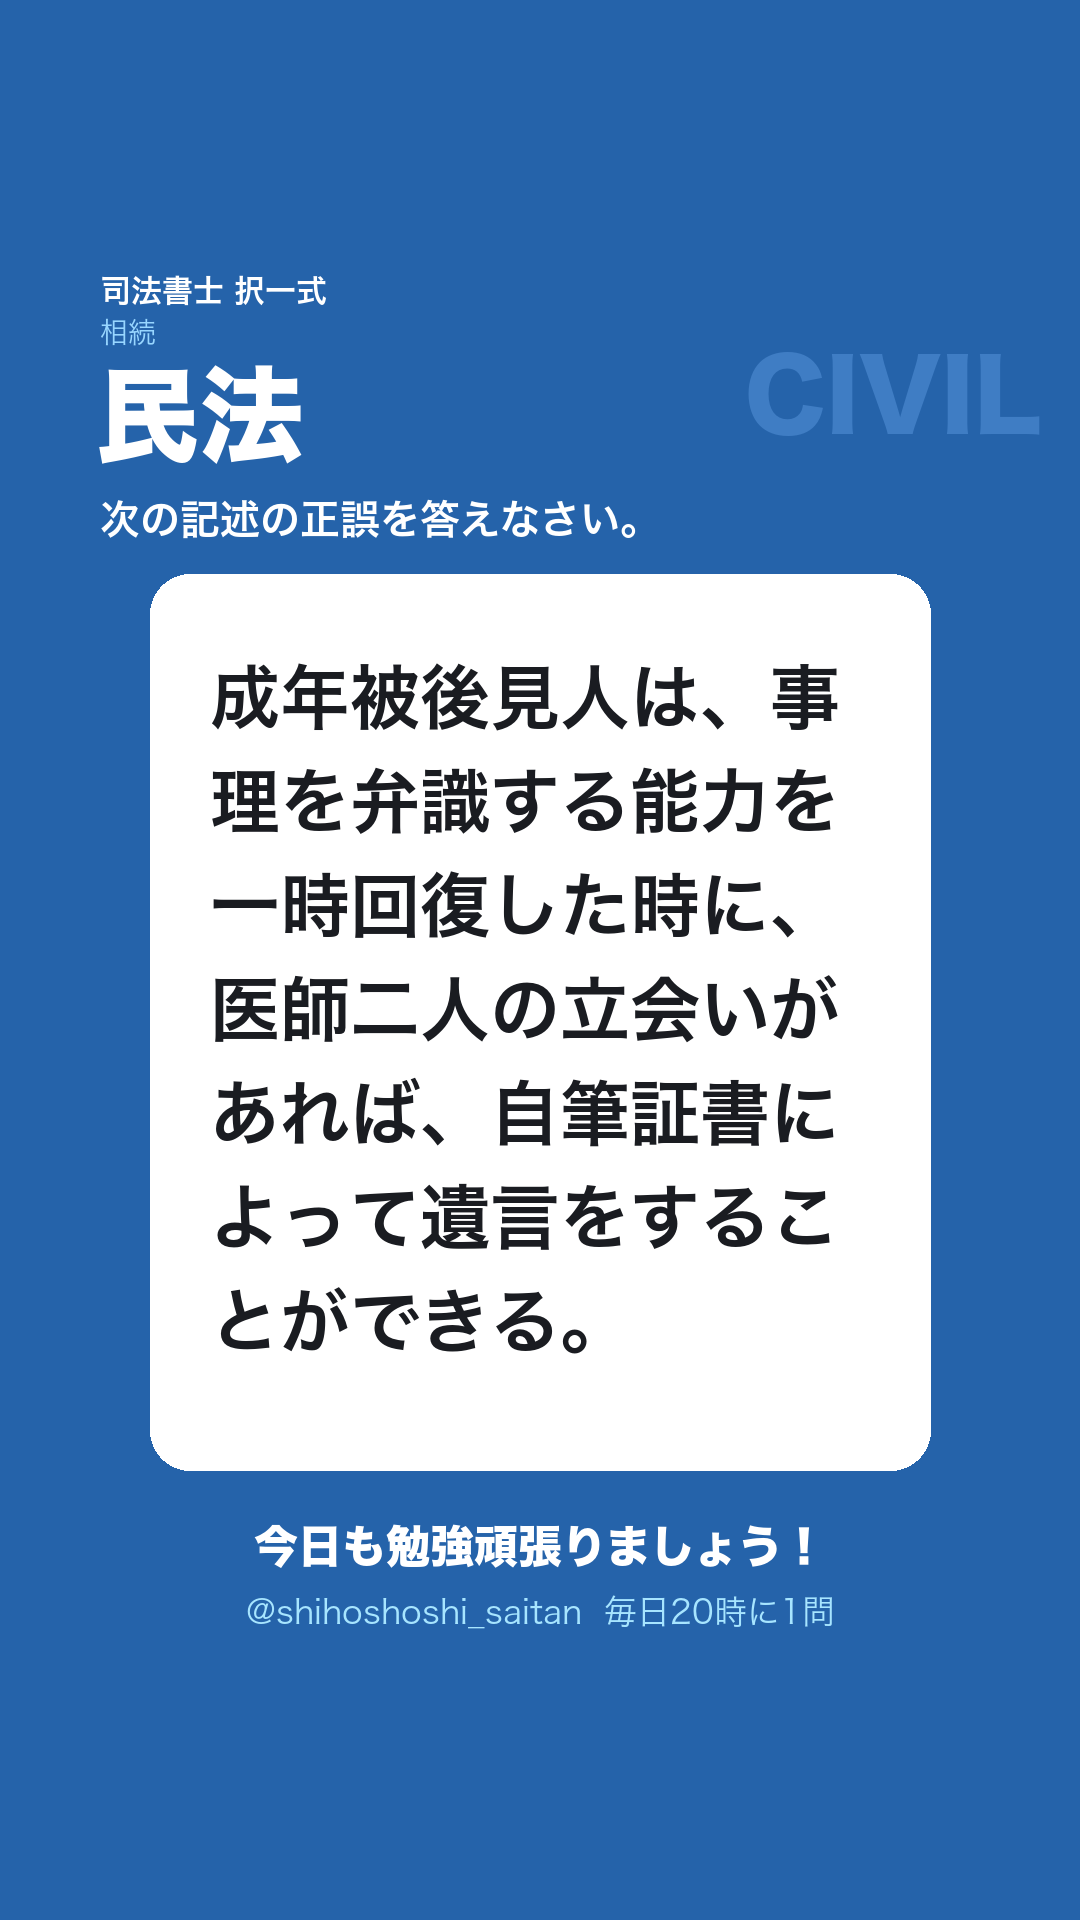 司法書士 択一式
相続
民法
CIVIL
次の記述の正誤を答えなさい。
成年被後見人は、事
理を弁識する能力を
一時回復した時に、
医師二人の立会いが
あれば、自筆証書に
よって遺言をするこ
とができる。
今日も勉強頑張りましょう！
@shihoshoshi_saitan 毎日20時に1問